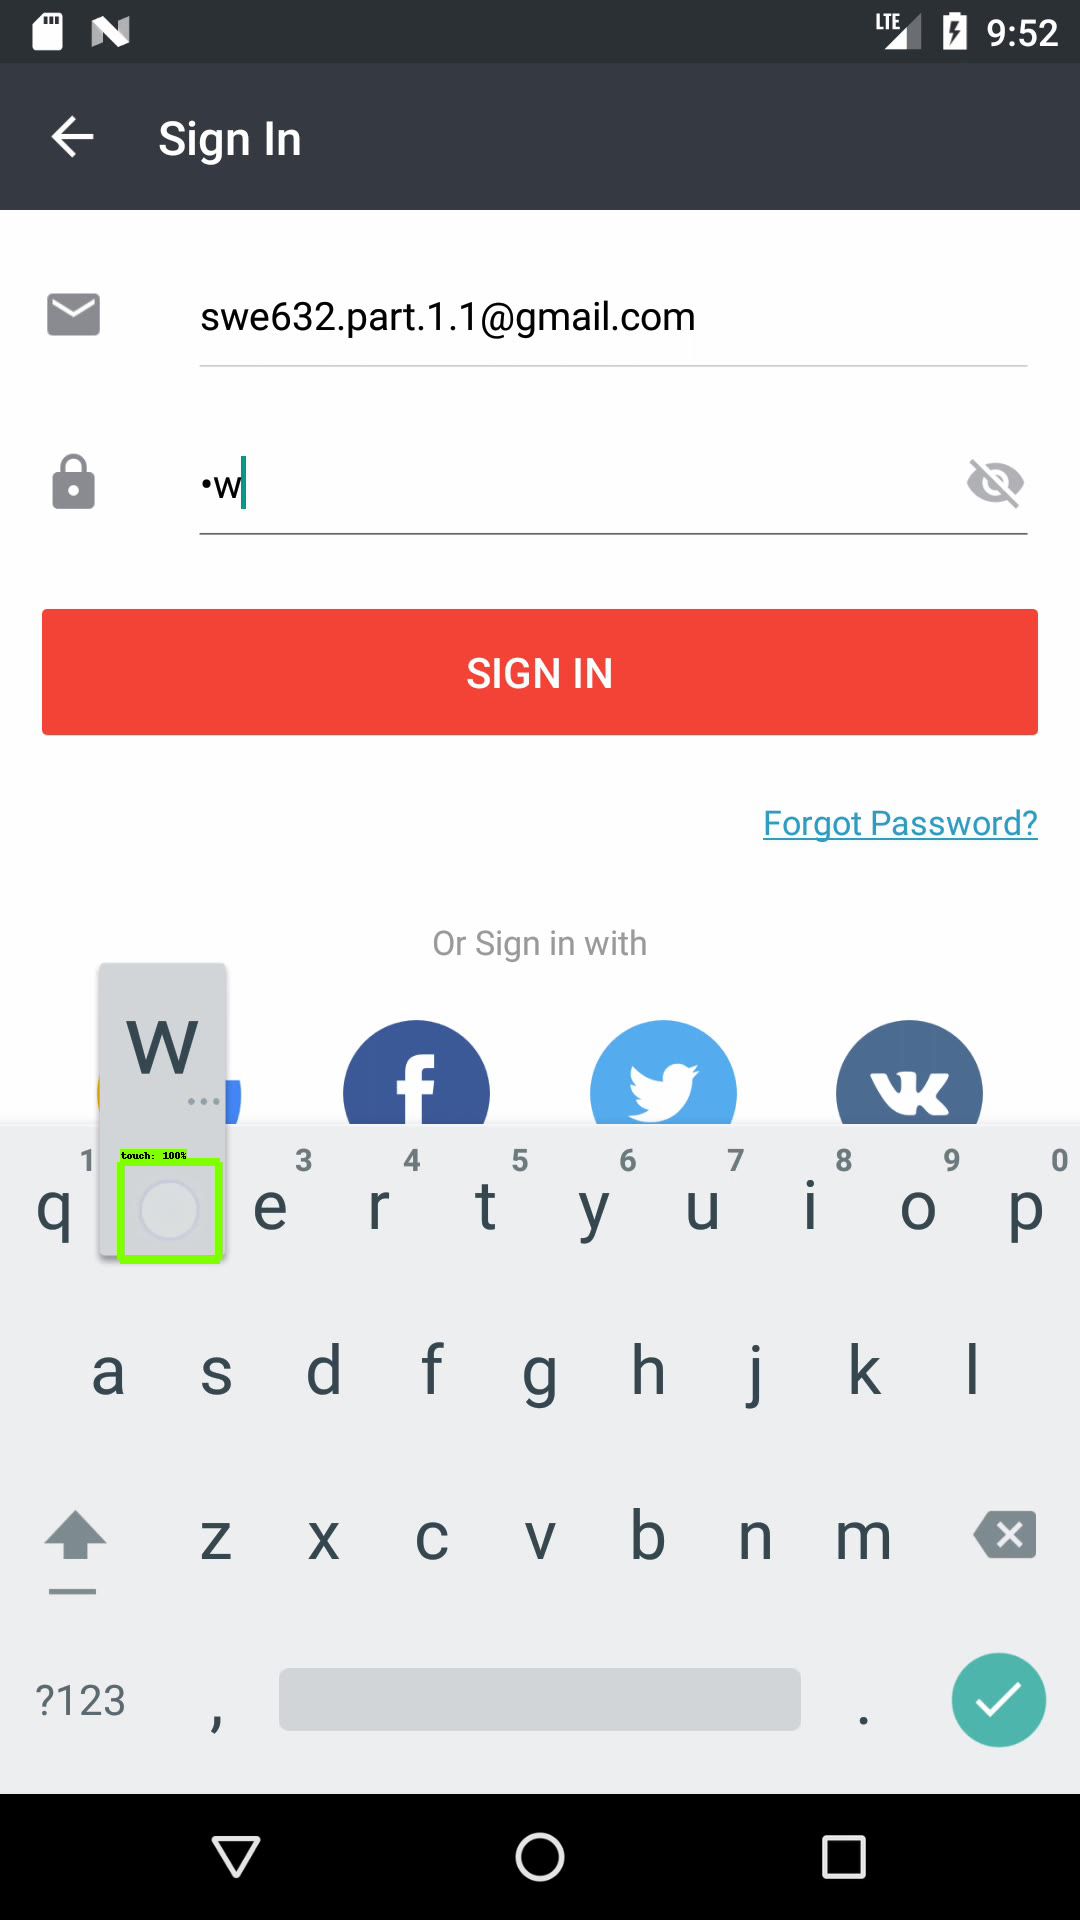 LTE 9:52
Sign In
swe632.part.1.1@gmail.com
•w
SIGN IN
Forgot Password?
Or Sign in with
w
...
touch: 100%
1 3 4 5 6 7 8 9 0
q e r t y u i o p
a s d f g h j k l
z x c v b n m
?123 , .